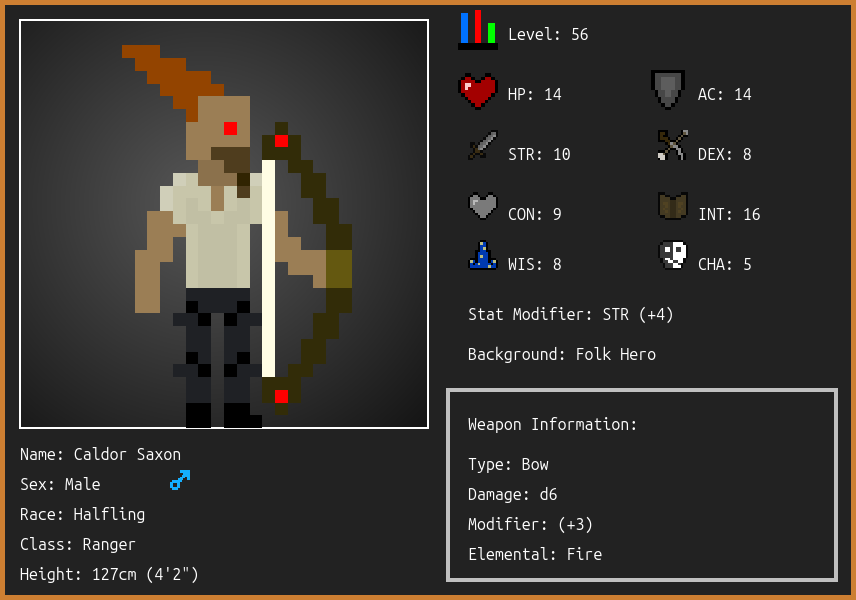 Level: 56
HP: 14 AC: 14
STR: 10 DEX: 8
CON: 9 INT: 16
WIS: 8 CHA: 5
Stat Modifier: STR (+4)
Background: Folk Hero
Weapon Information:
Type: Bow
Damage: d6
Modifier: (+3)
Elemental: Fire
Name: Caldor Saxon
Sex: Male
Race: Halfling
Class: Ranger
Height: 127cm (4'2")